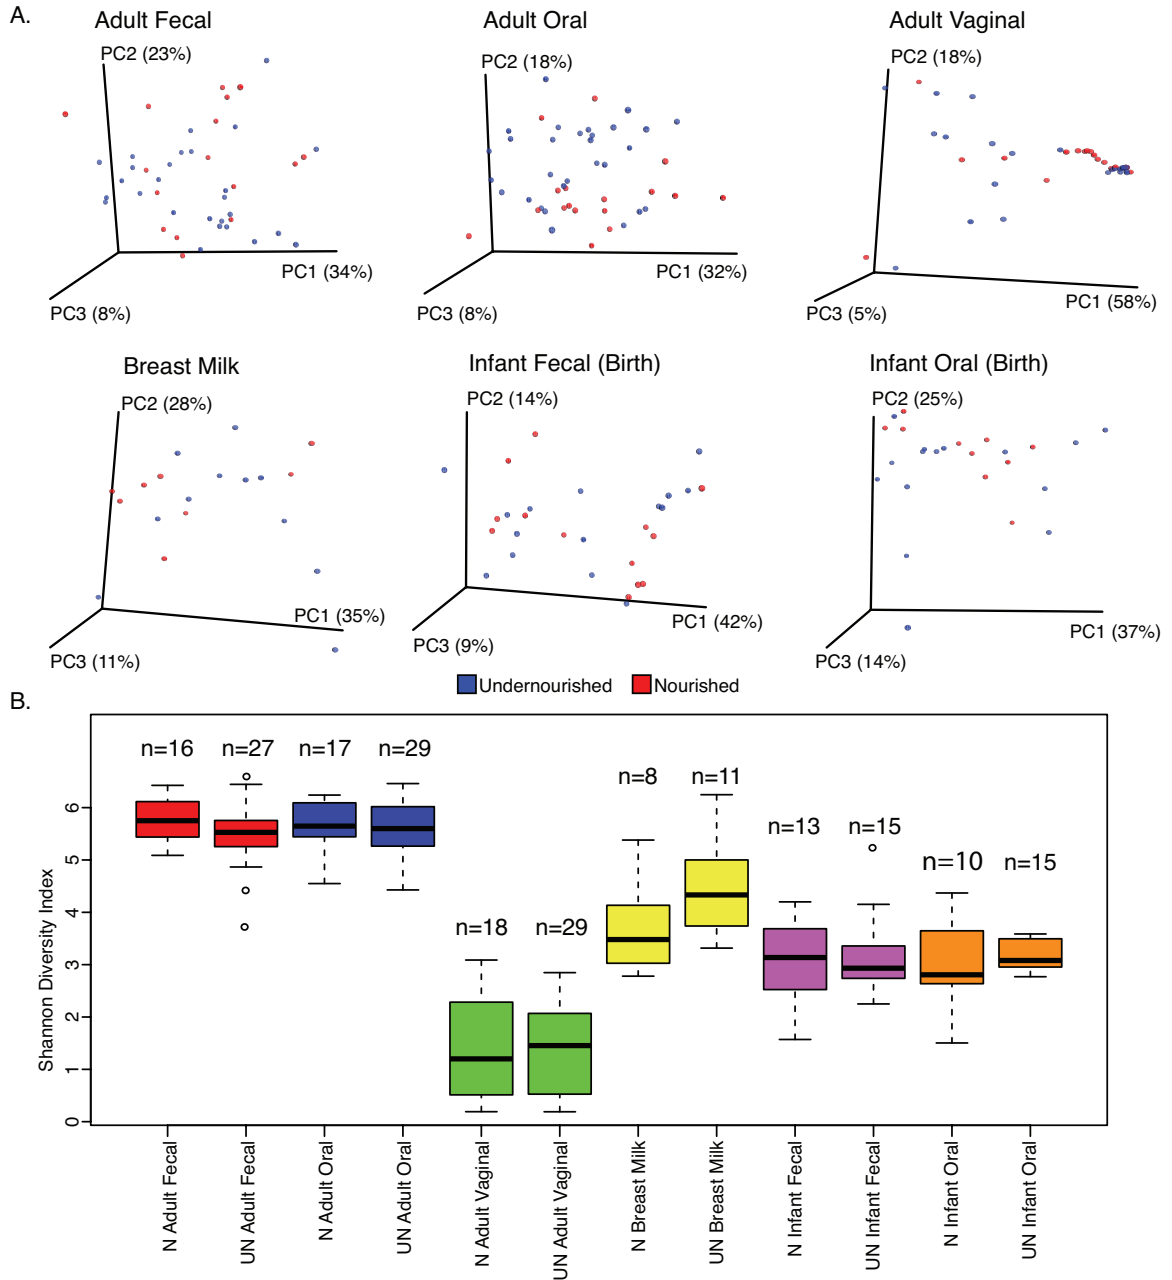 A.
Adult Fecal
Adult Oral
Adult Vaginal
PC2 (23%)
PC2 (18%)
PC2 (18%)
PC1 (34%)
PC1 (32%)
PC1 (58%)
PC3 (8%)
PC3 (8%)
PC3 (5%)
Breast Milk
Infant Fecal (Birth)
Infant Oral (Birth)
PC2 (28%)
PC2 (14%)
PC2 (25%)
PC1 (35%)
PC1 (42%)
PC1 (37%)
PC3 (11%)
PC3 (9%)
PC3 (14%)
Undernourished
Nourished
B.
n=16
n=27
n=17
n=29
n=18
n=29
n=8
n=11
n=13
n=15
n=10
n=15
Shannon Diversity Index
6
5
4
3
2
1
0
N Adult Fecal
UN Adult Fecal
N Adult Oral
UN Adult Oral
N Adult Vaginal
UN Adult Vaginal
N Breast Milk
UN Breast Milk
N Infant Fecal
UN Infant Fecal
N Infant Oral
UN Infant Oral